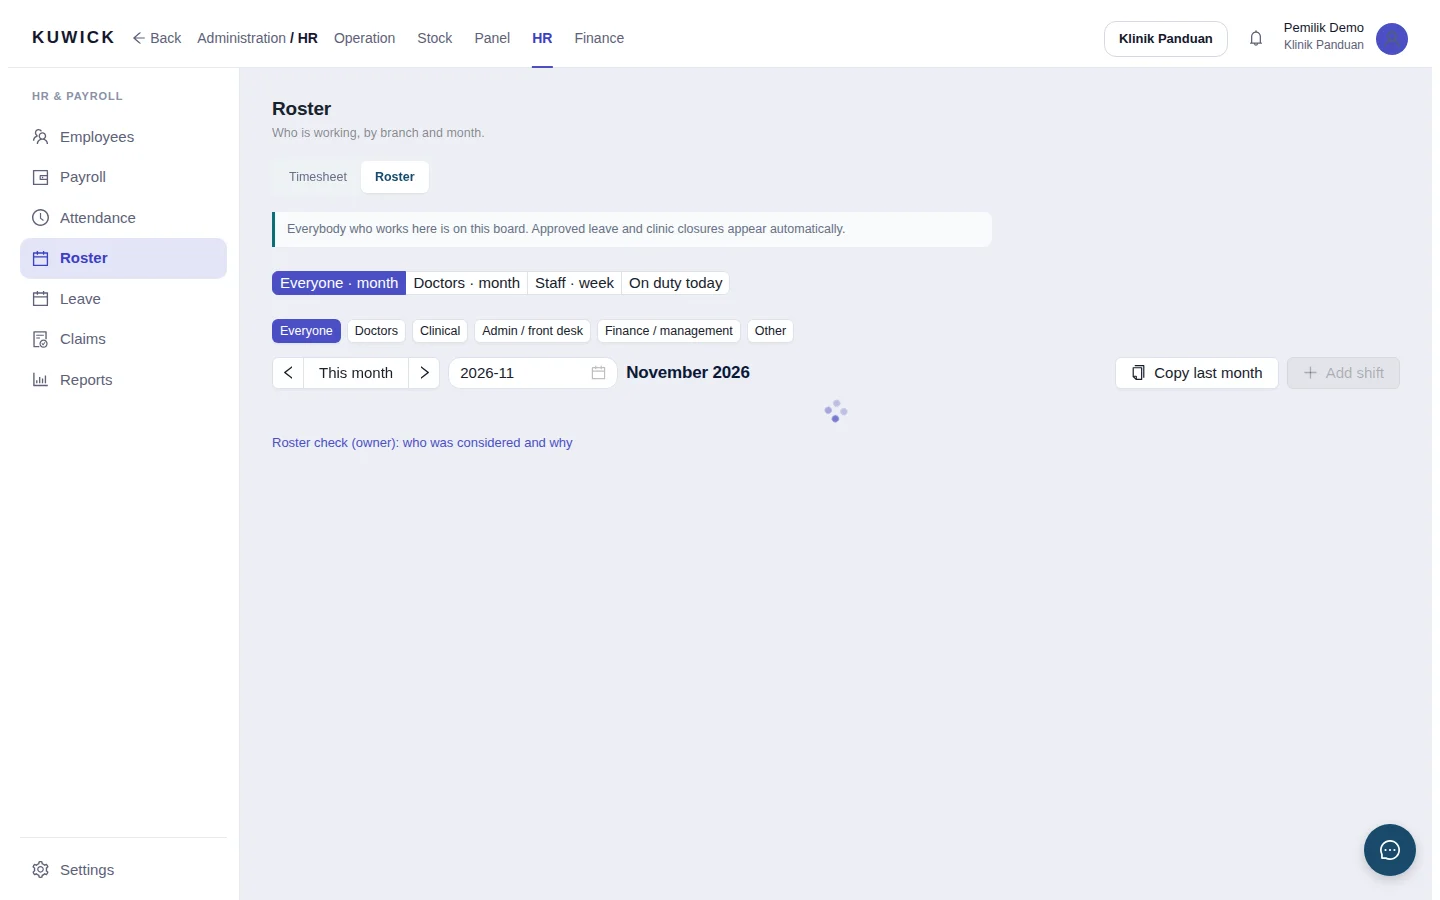 KUWICK
Back
Administration / HR
Operation
Stock
Panel
HR
Finance
Klinik Panduan
Pemilik Demo
Klinik Panduan
HR & PAYROLL
Employees
Payroll
Attendance
Roster
Leave
Claims
Reports
Settings
Roster
Who is working, by branch and month.
Timesheet
Roster
Everybody who works here is on this board. Approved leave and clinic closures appear automatically.
Everyone · month
Doctors · month
Staff · week
On duty today
Everyone
Doctors
Clinical
Admin / front desk
Finance / management
Other
This month
2026-11
November 2026
Copy last month
Add shift
Roster check (owner): who was considered and why